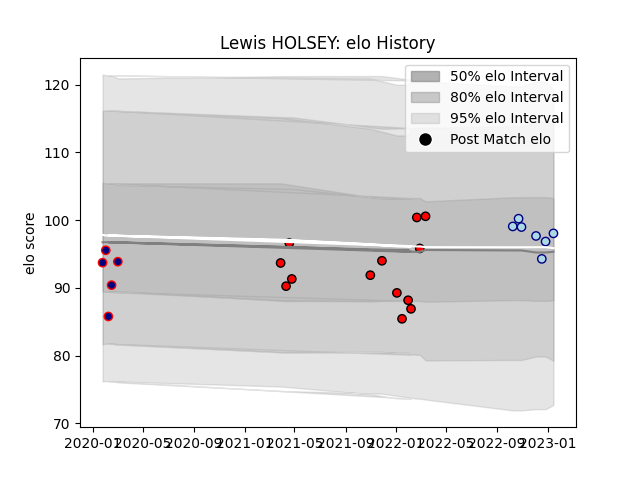 Lewis HOLSEY: elo History
50% elo Interval
80% elo Interval
95% elo Interval
Post Match elo
elo score
120
110
100
90
80
70
2020-01 2020-05 2020-09 2021-01 2021-05 2021-09 2022-01 2022-05 2022-09 2023-01